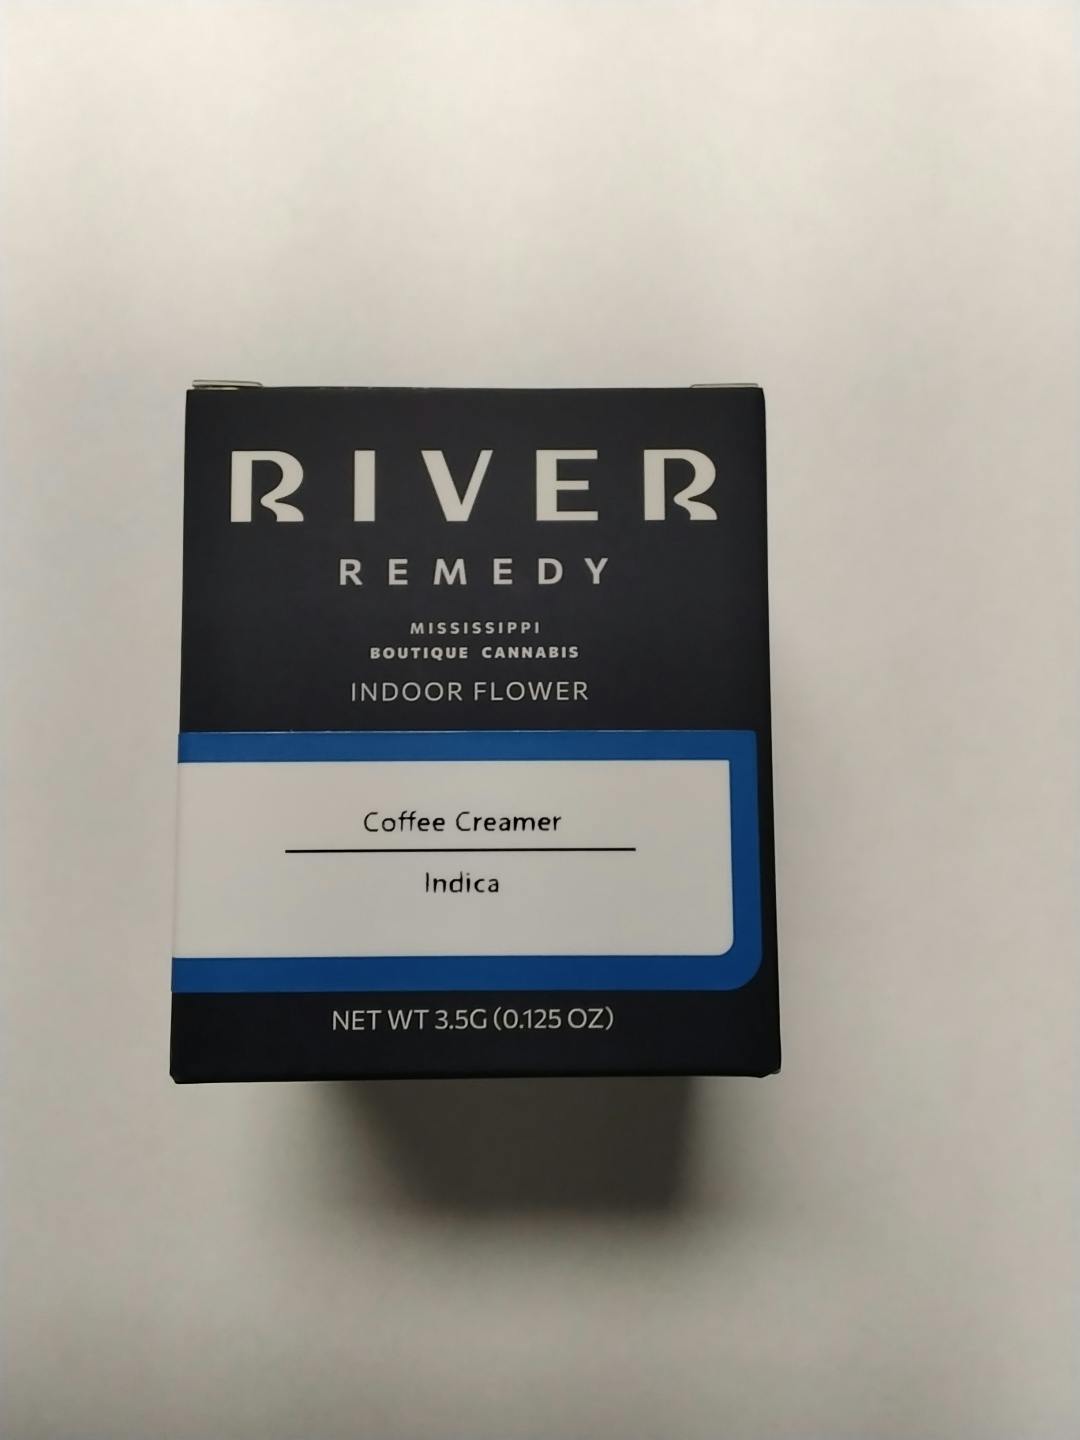 RIVER
REMEDY
MISSISSIPPI
BOUTIQUE CANNABIS
INDOOR FLOWER
Coffee Creamer
Indica
NET WT 3.5G (0.125 OZ)